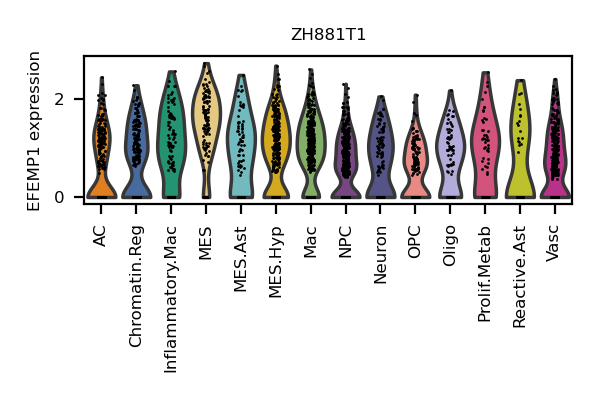 ZH881T1
EFEMP1 expression
2
0
AC
Chromatin.Reg
Inflammatory.Mac
MES
MES.Ast
MES.Hyp
Mac
NPC
Neuron
OPC
Oligo
Prolif.Metab
Reactive.Ast
Vasc